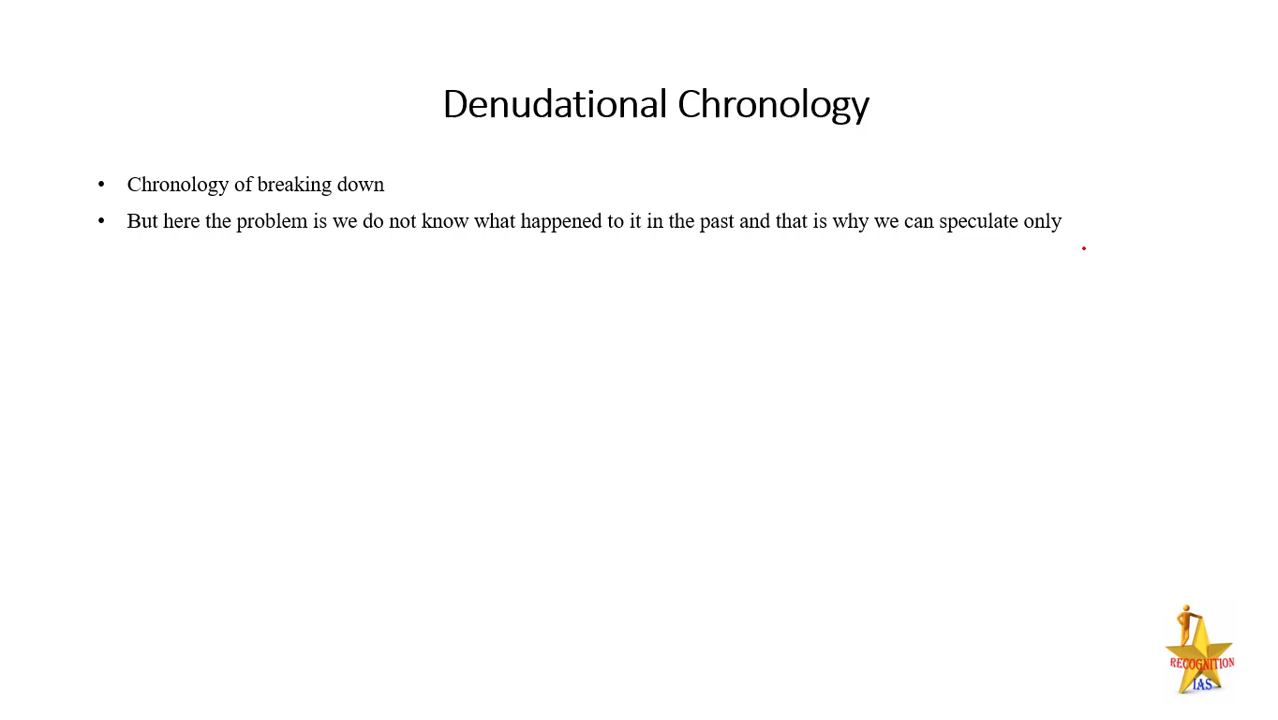 Denudational Chronology
• Chronology of breaking down
• But here the problem is we do not know what happened to it in the past and that is why we can speculate only
RECOGNITION
IAS